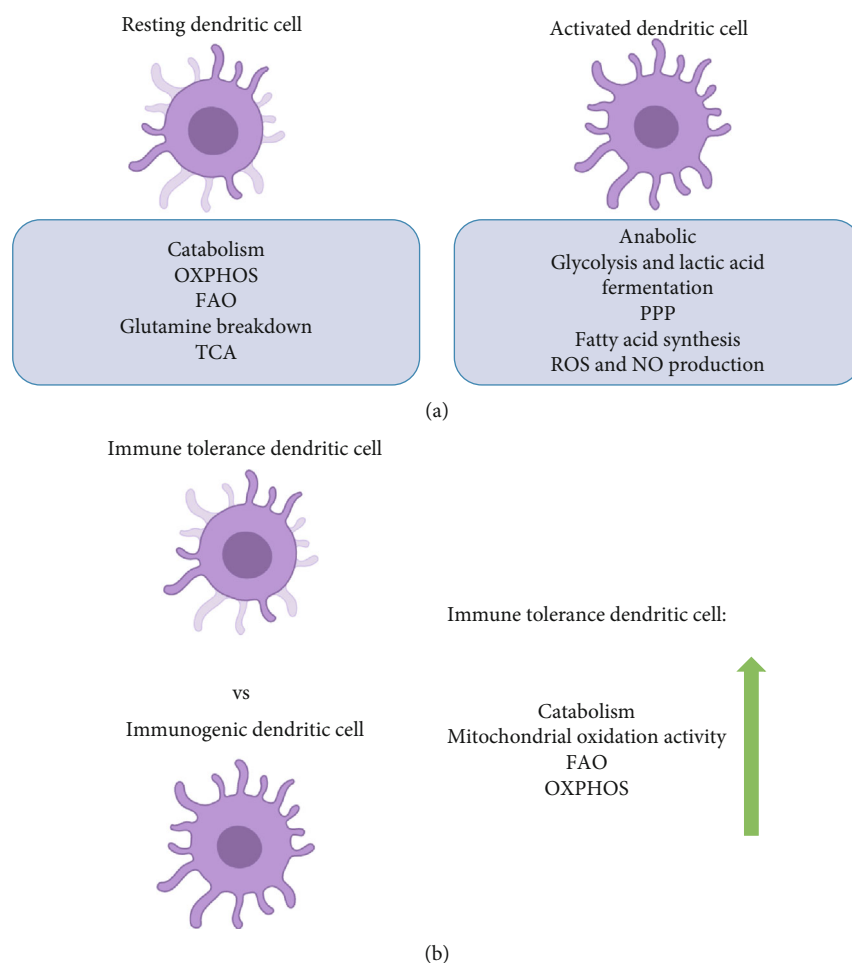 Resting dendritic cell
Activated dendritic cell
Catabolism
OXPHOS
FAO
Glutamine breakdown
TCA
Anabolic
Glycolysis and lactic acid
fermentation
PPP
Fatty acid synthesis
ROS and NO production
(a)
Immune tolerance dendritic cell
vs
Immunogenic dendritic cell
Immune tolerance dendritic cell:
Catabolism
Mitochondrial oxidation activity
FAO
OXPHOS
(b)